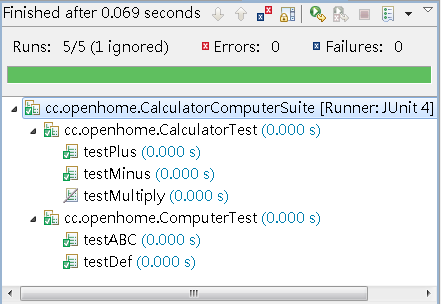 Finished after 0.069 seconds
Runs: 5/5 (1 ignored) Errors: 0 Failures: 0
cc.openhome.CalculatorComputerSuite [Runner: JUnit 4] (0.000 s)
cc.openhome.CalculatorTest (0.000 s)
testPlus (0.000 s)
testMinus (0.000 s)
testMultiply (0.000 s)
cc.openhome.ComputerTest (0.000 s)
testABC (0.000 s)
testDef (0.000 s)